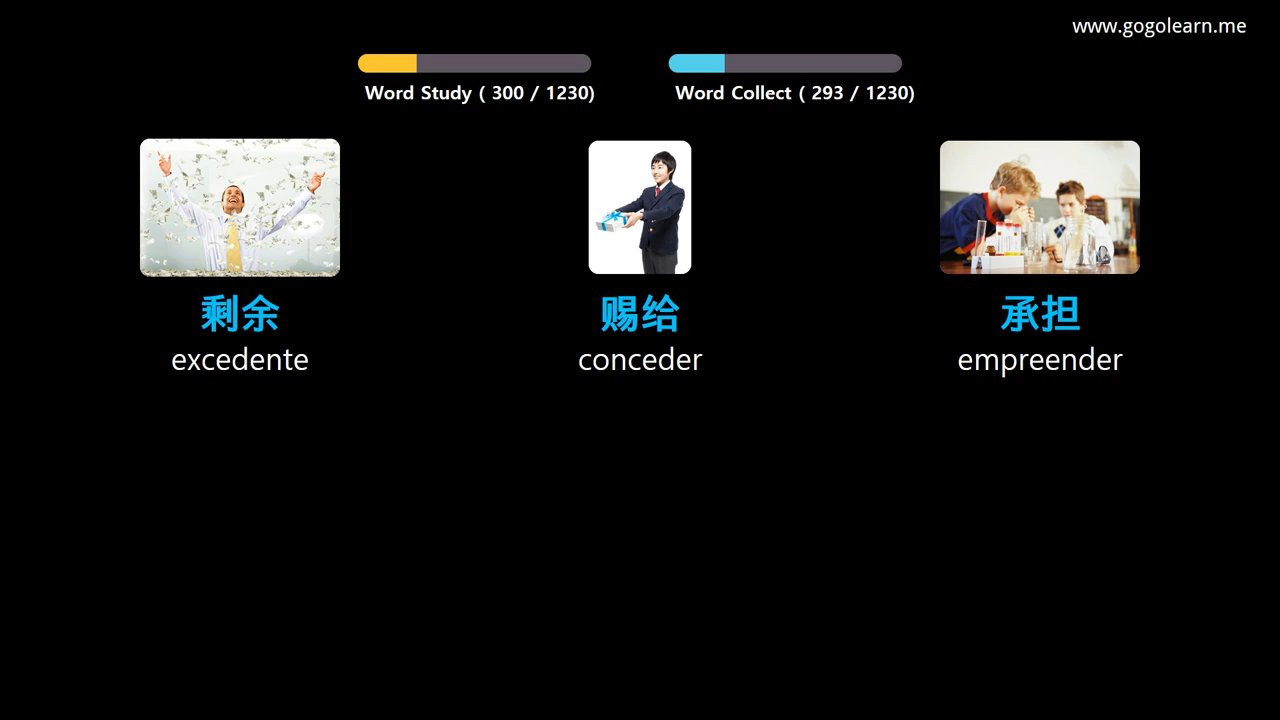 www.gogolearn.me
Word Study ( 300 / 1230)
Word Collect ( 293 / 1230)
剩余
excedente
赐给
conceder
承担
empreender